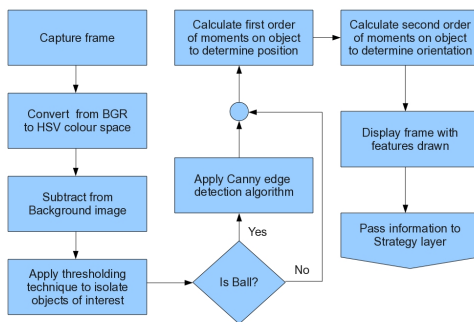 Capture frame
Convert from BGR
to HSV colour space
Subtract from
Background image
Apply thresholding
technique to isolate
objects of interest
Is Ball?
Yes
No
Apply Canny edge
detection algorithm
Calculate first order
of moments on object
to determine position
Calculate second order
of moments on object
to determine orientation
Display frame with
features drawn
Pass information to
Strategy layer